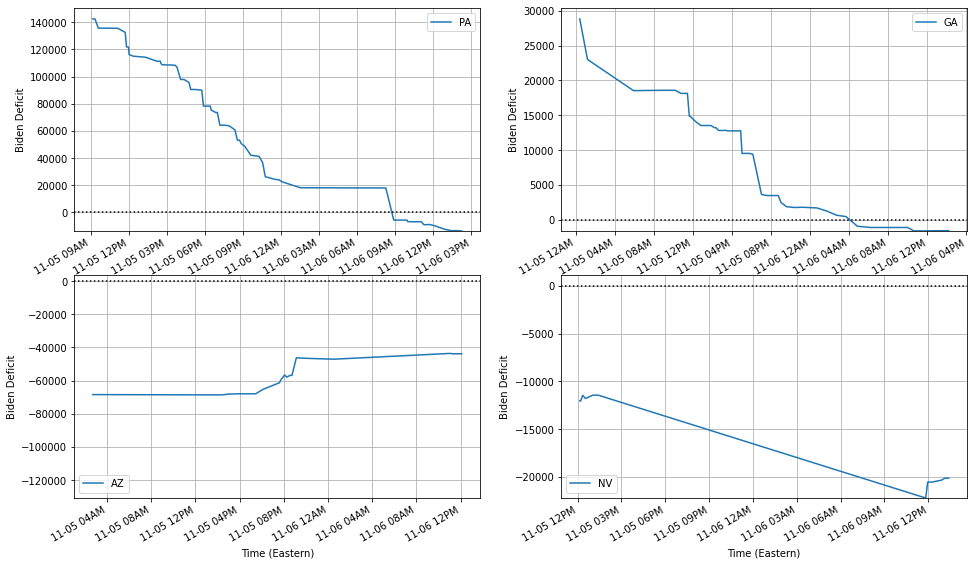 PA
Biden Deficit
140000
120000
100000
80000
60000
40000
20000
0
11-05 09AM
11-05 12PM
11-05 03PM
11-05 06PM
11-05 09PM
11-06 12AM
11-06 03AM
11-06 06AM
11-06 09AM
11-06 12PM
11-06 03PM
GA
Biden Deficit
30000
25000
20000
15000
10000
5000
0
11-05 12AM
11-05 04AM
11-05 08AM
11-05 12PM
11-05 04PM
11-05 08PM
11-06 12AM
11-06 04AM
11-06 08AM
11-06 12PM
11-06 04PM
AZ
Biden Deficit
0
−20000
−40000
−60000
−80000
−100000
−120000
11-05 04AM
11-05 08AM
11-05 12PM
11-05 04PM
11-05 08PM
11-06 12AM
11-06 04AM
11-06 08AM
11-06 12PM
Time (Eastern)
NV
Biden Deficit
0
−5000
−10000
−15000
−20000
11-05 12PM
11-05 03PM
11-05 06PM
11-05 09PM
11-06 12AM
11-06 03AM
11-06 06AM
11-06 09AM
11-06 12PM
Time (Eastern)